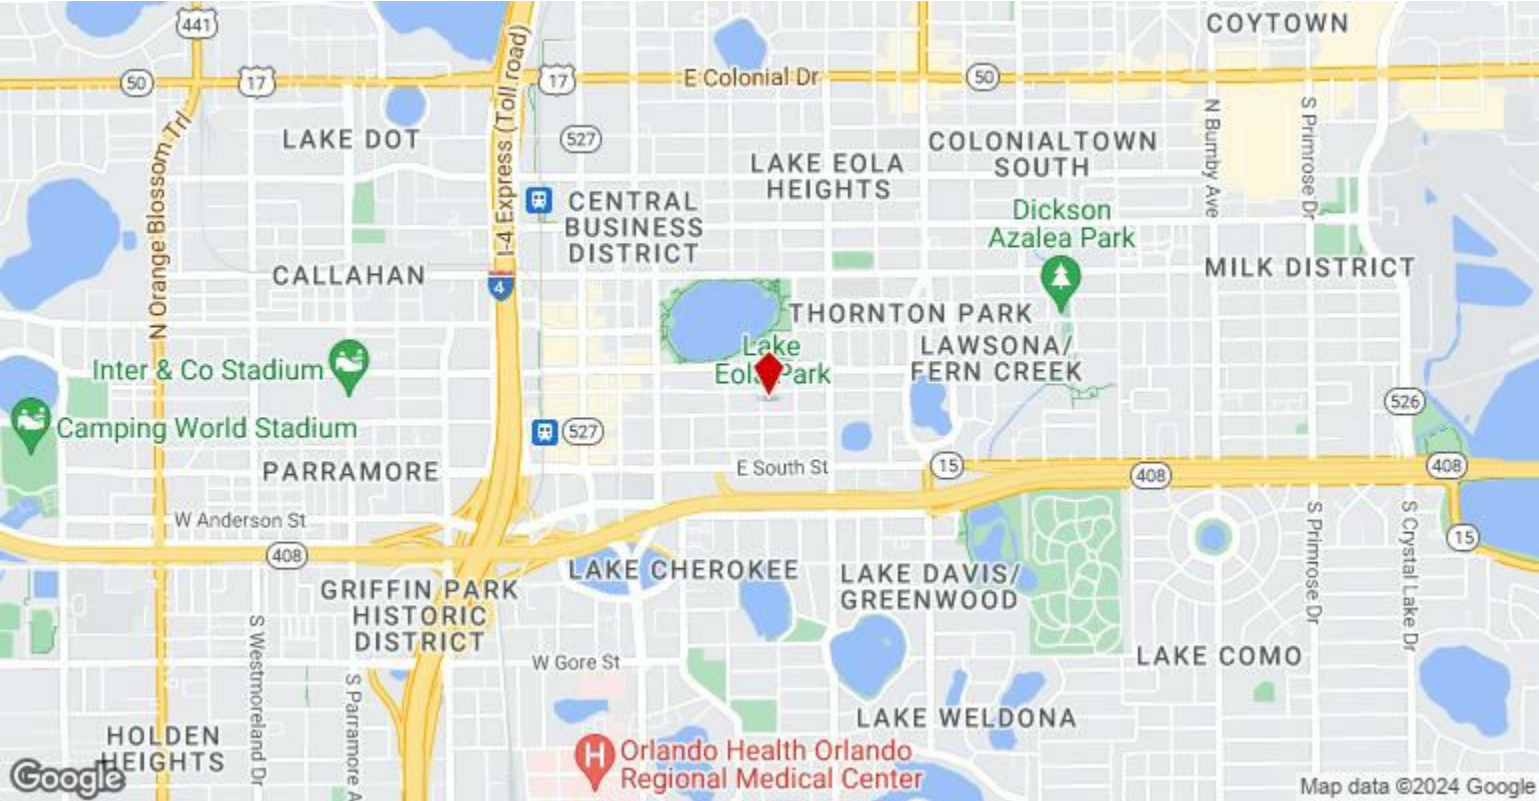 441
COYTOWN
50
17
17
E Colonial Dr
50
I-4 Express (Toll road)
N Orange Blossom Trl
LAKE DOT
527
LAKE EOLA
HEIGHTS
COLONIALTOWN
SOUTH
N Bumby Ave
S Primrose Dr
CENTRAL
BUSINESS
DISTRICT
Dickson
Azalea Park
CALLAHAN
4
MILK DISTRICT
THORNTON PARK
Lake
Eola Park
LAWSONA/
FERN CREEK
Inter & Co Stadium
Camping World Stadium
527
526
PARRAMORE
E South St
15
408
408
W Anderson St
408
15
S Primrose Dr
S Crystal Lake Dr
LAKE CHEROKEE
LAKE DAVIS/
GREENWOOD
GRIFFIN PARK
HISTORIC
DISTRICT
S Westmoreland Dr
W Gore St
LAKE COMO
S Parramore A
LAKE WELDONA
HOLDEN
HEIGHTS
H
Orlando Health Orlando
Regional Medical Center
Google
Map data ©2024 Google